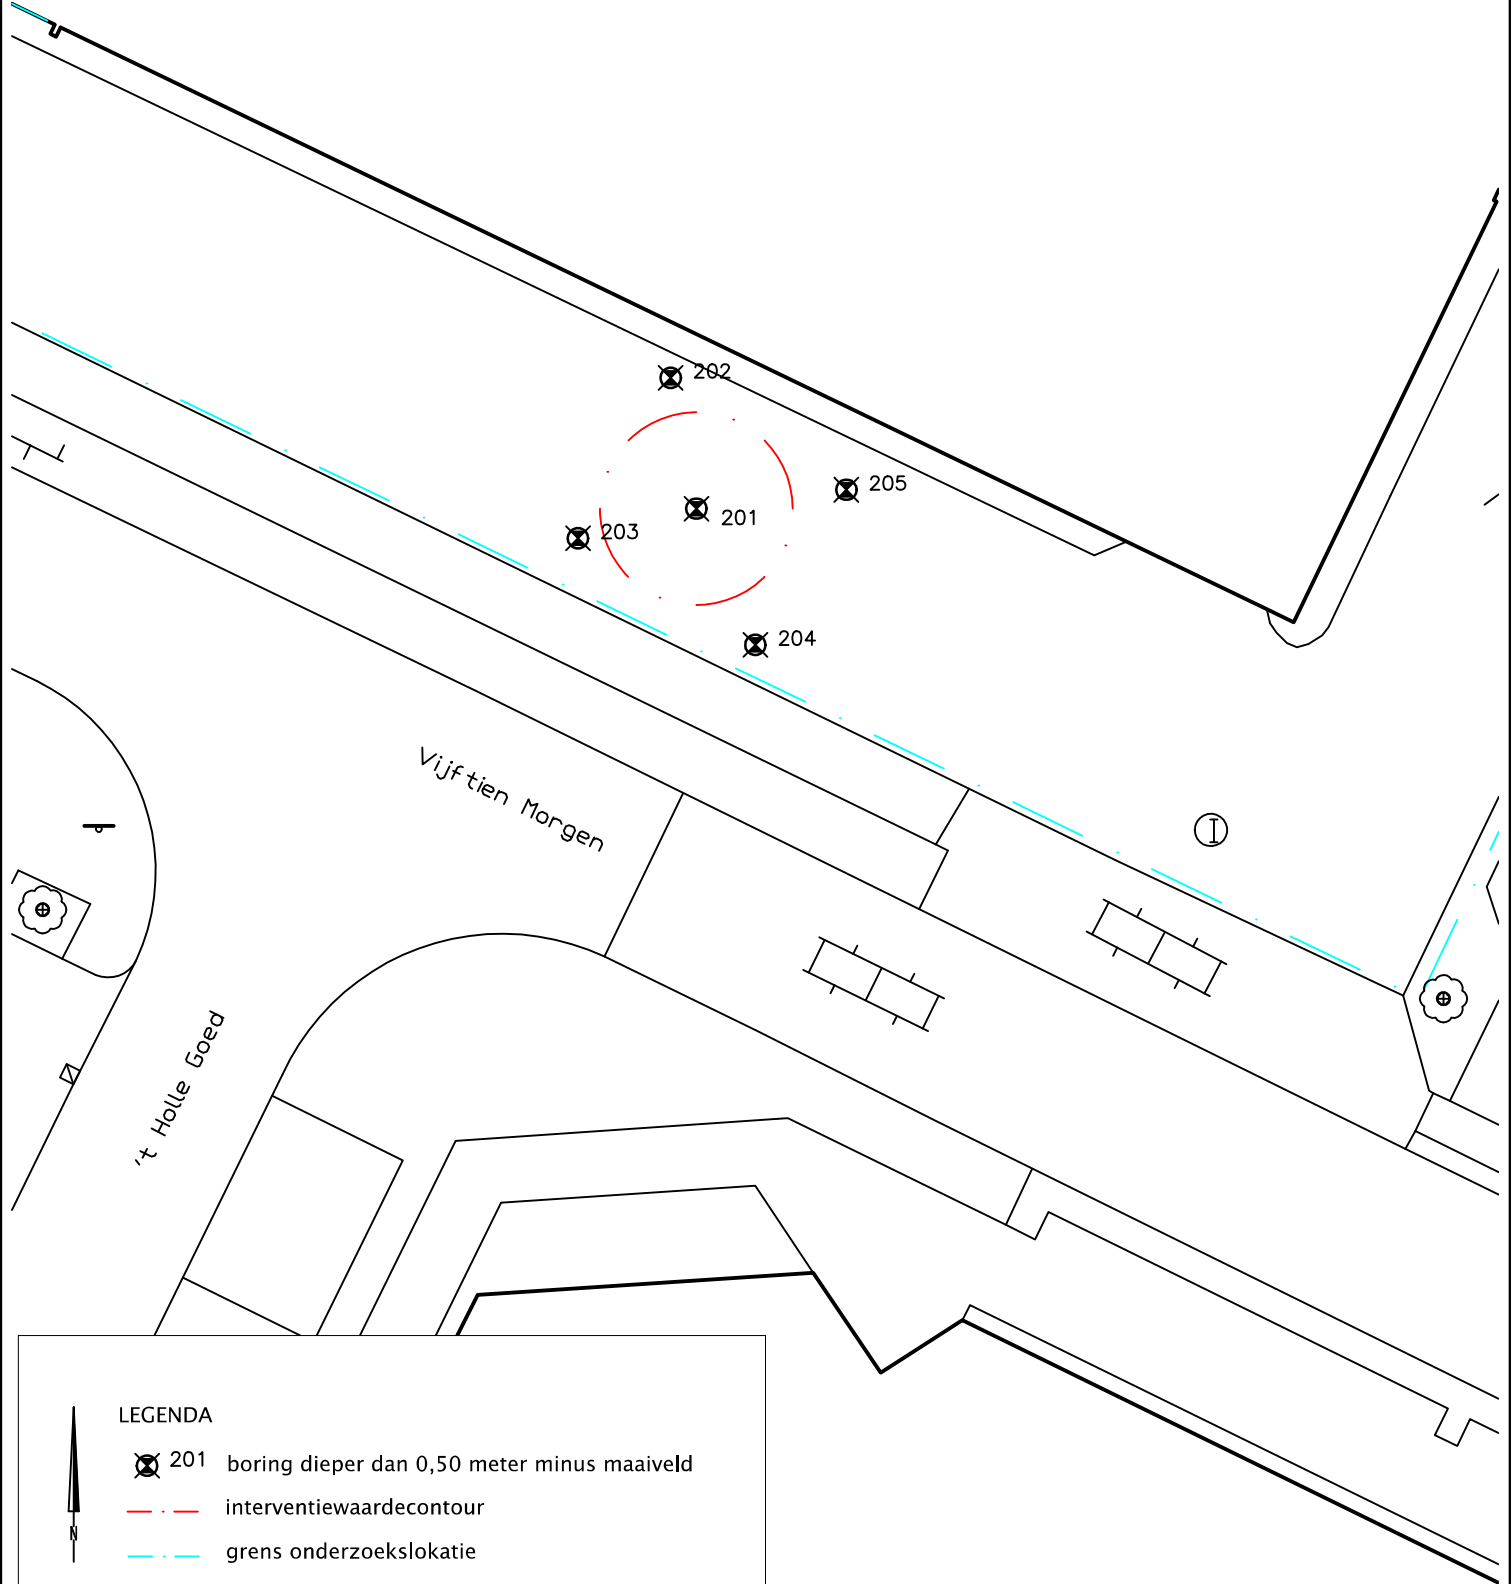 202
205
201
203
204
Vijftien Morgen
't Holle Goed
LEGENDA
201 boring dieper dan 0,50 meter minus maaiveld
interventiewaardecontour
N
grens onderzoekslokatie